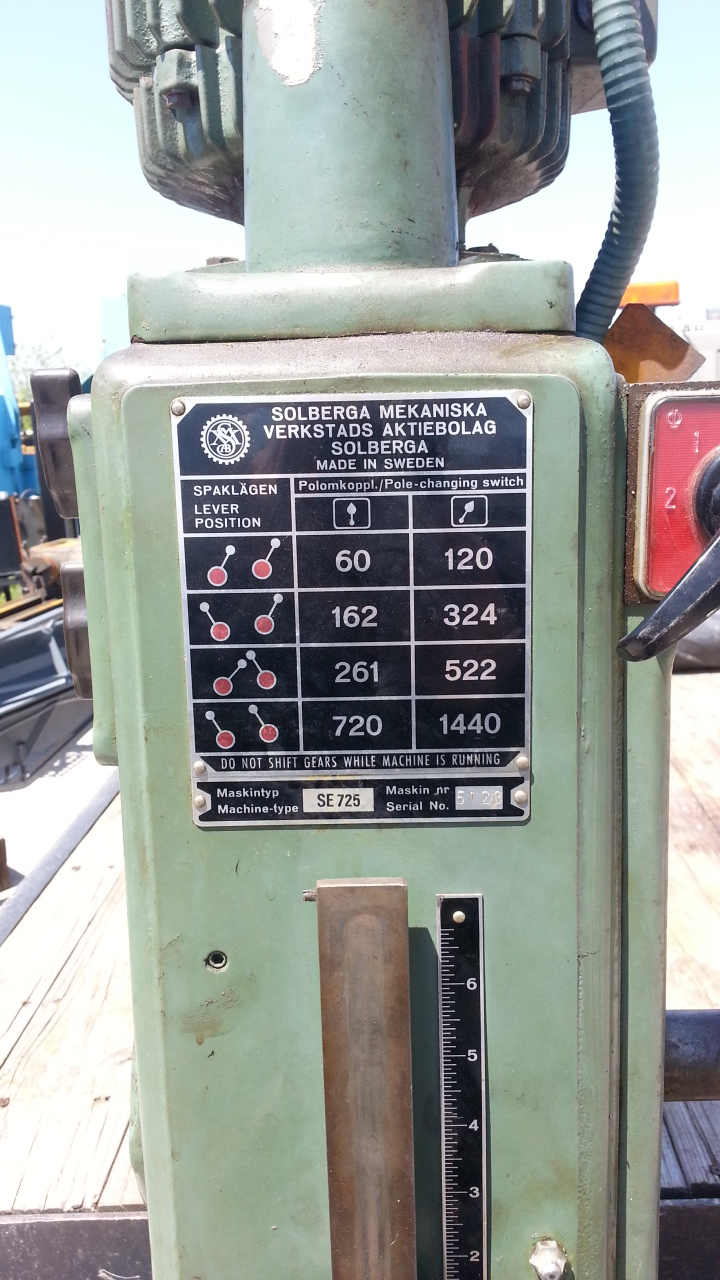 SOLBERGA MEKANISKA
VERKSTADS AKTIEBOLAG
SOLBERGA
MADE IN SWEDEN
SPAKLÄGEN
LEVER
POSITION
Polomkoppl./Pole-changing switch
60 120
162 324
261 522
720 1440
DO NOT SHIFT GEARS WHILE MACHINE IS RUNNING
Maskintyp
Machine-type
SE 725
Maskin nr
Serial No.
1
2
6
5
4
3
2